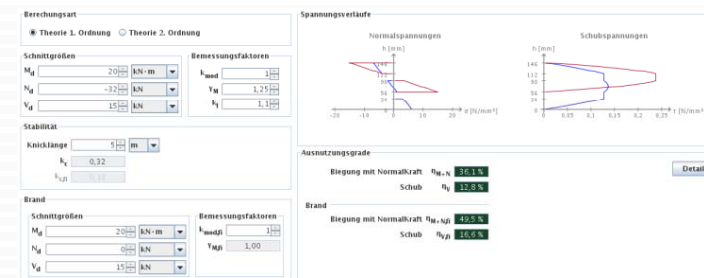 Berechungsart
Theorie 1. Ordnung Theorie 2. Ordnung
Schnittgrößen
Md 20 kN·m
Nd -32 kN
Vd 15 kN
Bemessungsfaktoren
kmod 1
γM 1,25
1,1
Stabilität
Knicklänge 5 m
kc 0,32
kc,fi
Brand
Schnittgrößen
Md 20 kN·m
Nd 0 kN
Vd 15 kN
Bemessungsfaktoren
kmod,fi 1
γM,fi 1,00
Spannungsverläufe
Normalspannungen
h [mm]
146
112
90
56
34
-20 -10 0 10 20 σ [N/mm²]
Schubspannungen
h [mm]
146
112
90
56
34
0 0,05 0,1 0,15 0,2 0,25 τ [N/mm²]
Ausnutzungsgrade
Biegung mit NormalKraft ηM+N 36,1 %
Schub ηV 12,8 %
Detail
Brand
Biegung mit NormalKraft ηM+N,fi 49,5 %
Schub ηV,fi 16,6 %